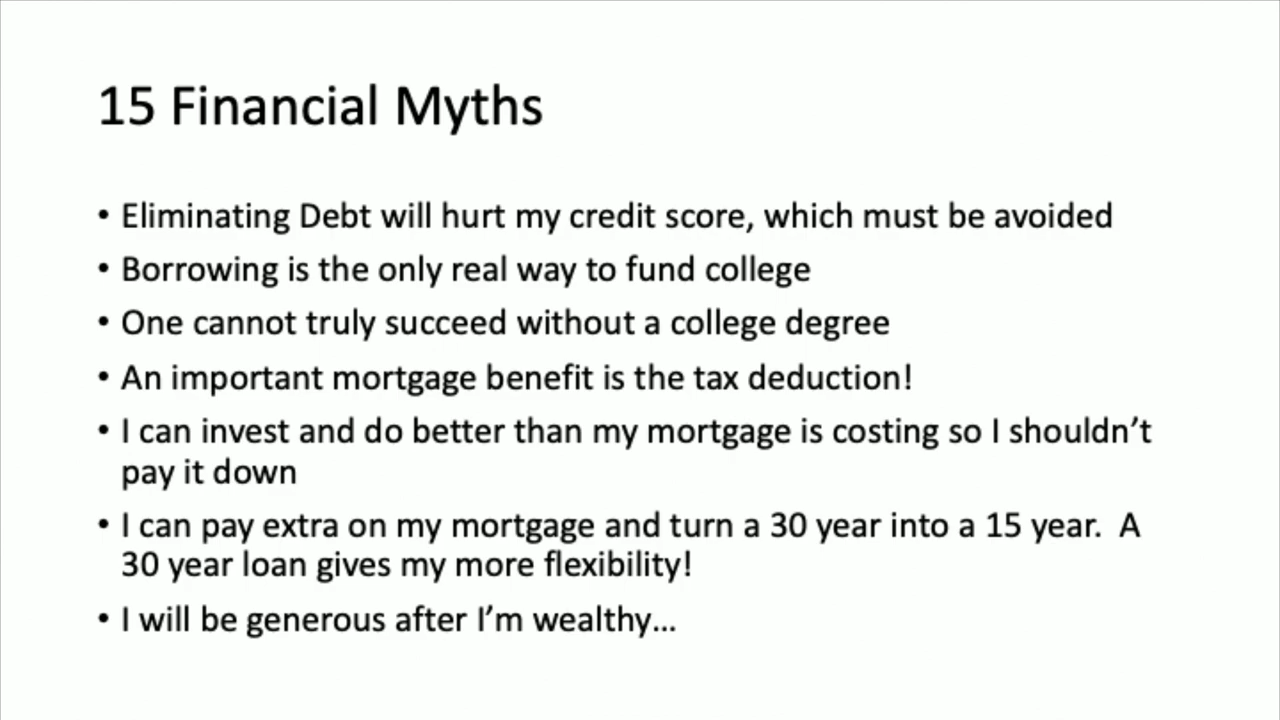 15 Financial Myths
• Eliminating Debt will hurt my credit score, which must be avoided
• Borrowing is the only real way to fund college
• One cannot truly succeed without a college degree
• An important mortgage benefit is the tax deduction!
• I can invest and do better than my mortgage is costing so I shouldn’t
pay it down
• I can pay extra on my mortgage and turn a 30 year into a 15 year.  A
30 year loan gives my more flexibility!
• I will be generous after I’m wealthy…